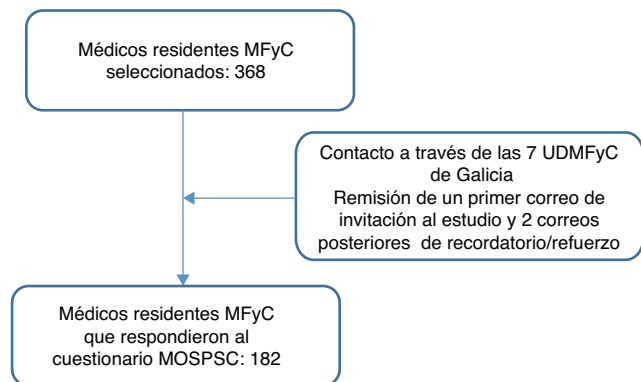 Médicos residentes MFyC
seleccionados: 368
Contacto a través de las 7 UDMFyC
de Galicia
Remisión de un primer correo de
invitación al estudio y 2 correos
posteriores de recordatorio/refuerzo
Médicos residentes MFyC
que respondieron al
cuestionario MOSPSC: 182